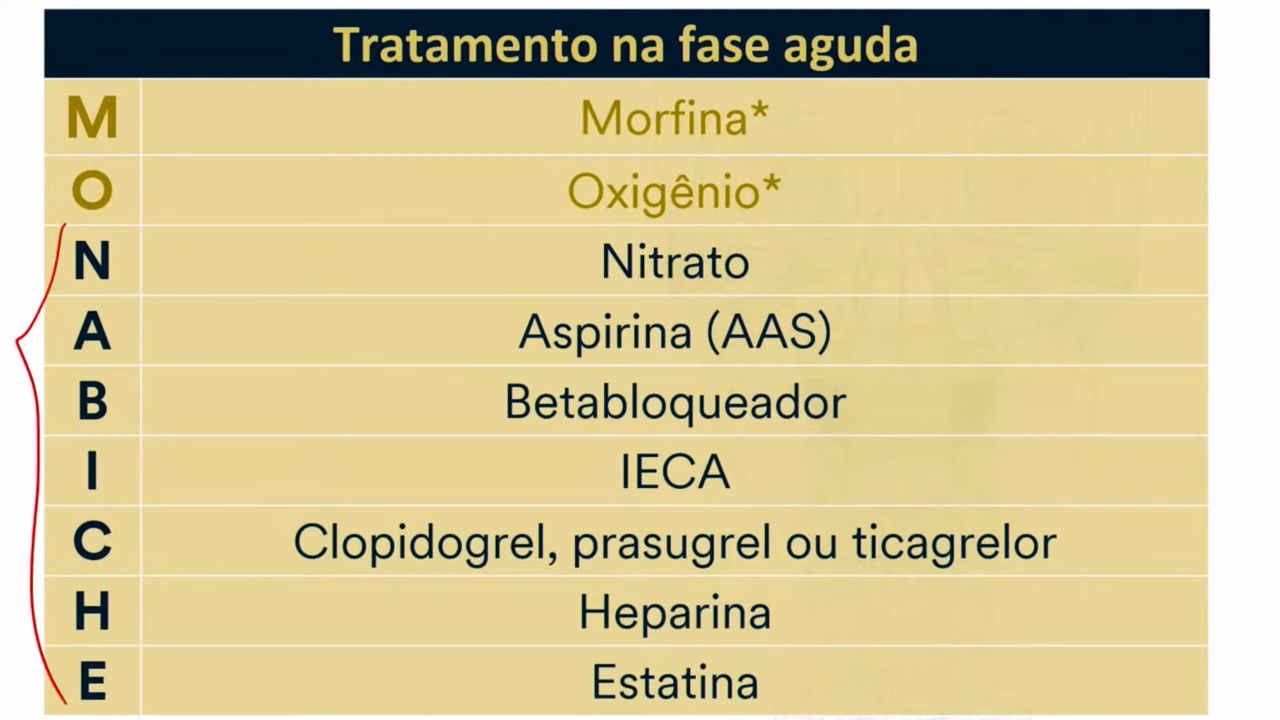 Tratamento na fase aguda
M Morfina*
O Oxigênio*
N Nitrato
A Aspirina (AAS)
B Betabloqueador
I IECA
C Clopidogrel, prasugrel ou ticagrelor
H Heparina
E Estatina